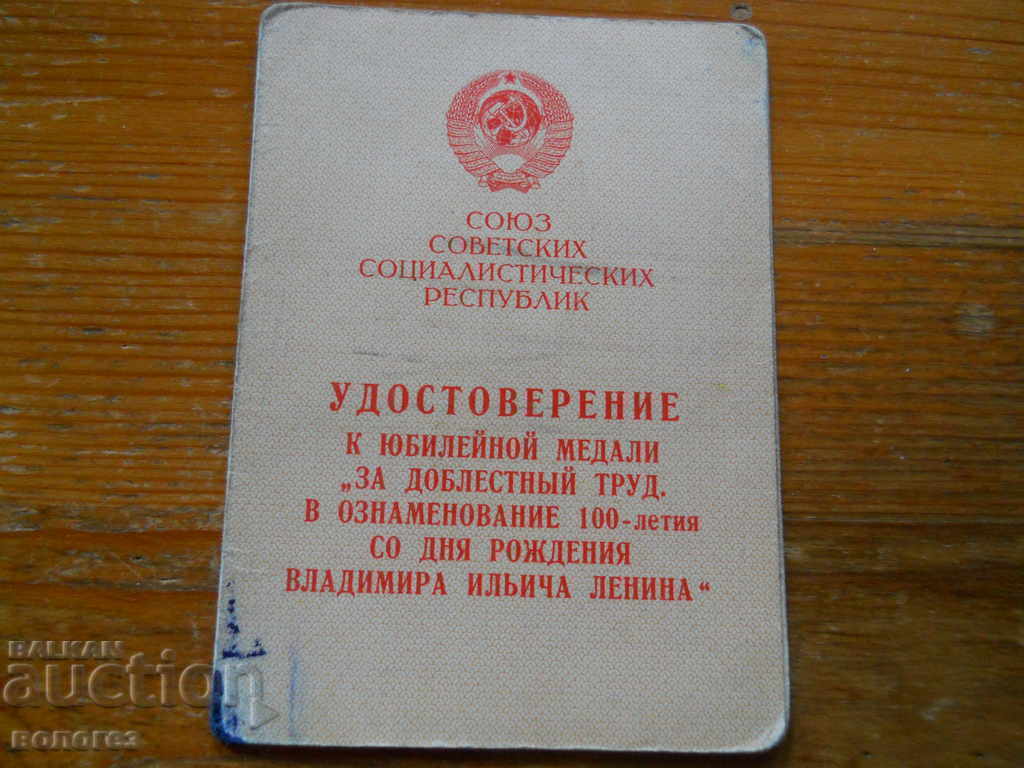 СОЮЗ
СОВЕТСКИХ
СОЦИАЛИСТИЧЕСКИХ
РЕСПУБЛИК
УДОСТОВЕРЕНИЕ
К ЮБИЛЕЙНОЙ МЕДАЛИ
„ЗА ДОБЛЕСТНЫЙ ТРУД.
В ОЗНАМЕНОВАНИЕ 100-летия
СО ДНЯ РОЖДЕНИЯ
ВЛАДИМИРА ИЛЬИЧА ЛЕНИНА“
BALKAN
auction
вологез